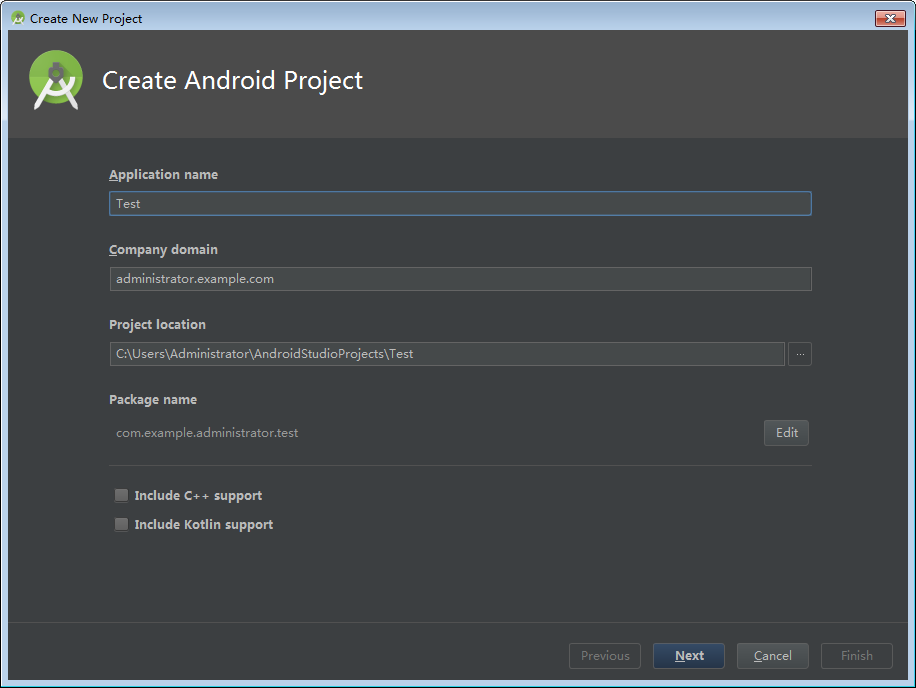 Create New Project
Create Android Project
Application name
Test
Company domain
administrator.example.com
Project location
C:\Users\Administrator\AndroidStudioProjects\Test
...
Package name
com.example.administrator.test
Edit
Include C++ support
Include Kotlin support
Previous Next Cancel Finish